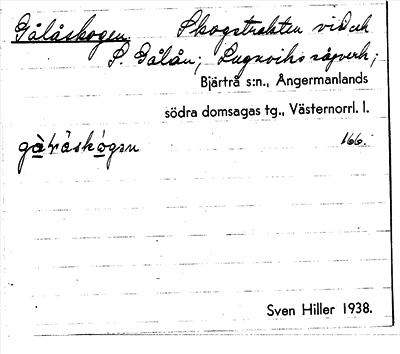 Gålåskogen. Skogstrakten vid och
S. Gålån; Lugnviks sågverk;
Bjärtrå s:n., Ångermanlands
södra domsagas tg., Västernorrl. l.
166.
Sven Hiller 1938.